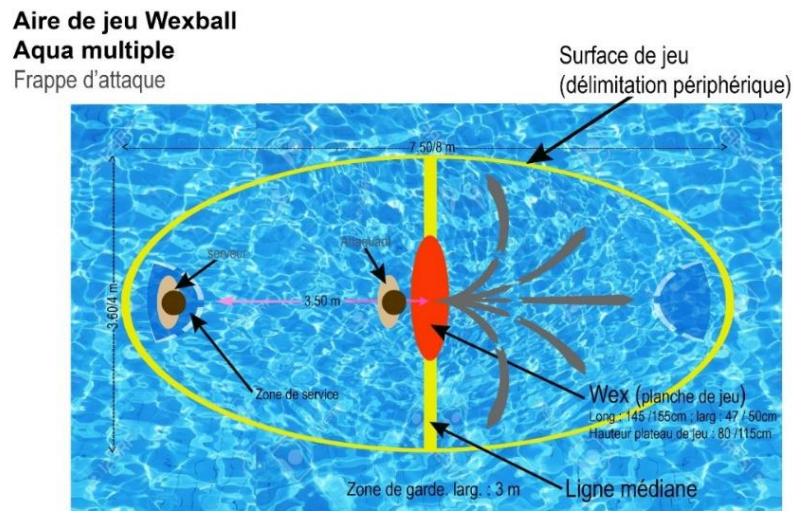 Aire de jeu Wexball
Aqua multiple
Frappe d'attaque
Surface de jeu
(délimitation périphérique)
7.50/8 m
serveur
Attaquant
3.60/4 m
3.50 m
Zone de service
Wex (planche de jeu)
Long : 145 /155cm ; larg : 47 / 50cm
Hauteur plateau de jeu : 80 /115cm
Zone de garde. larg. : 3 m
Ligne médiane